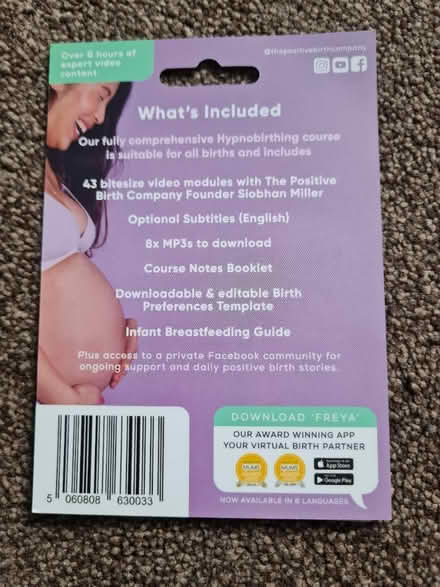 Over 6 hours of
expert video
content
@thepositivebirthcompany
What's Included
Our fully comprehensive Hypnobirthing course
is suitable for all births and includes
43 bitesize video modules with The Positive
Birth Company Founder Siobhan Miller
Optional Subtitles (English)
8x MP3s to download
Course Notes Booklet
Downloadable & editable Birth
Preferences Template
Infant Breastfeeding Guide
Plus access to a private Facebook community for
ongoing support and daily positive birth stories.
DOWNLOAD 'FREYA'
OUR AWARD WINNING APP
YOUR VIRTUAL BIRTH PARTNER
App Store
Google Play
NOW AVAILABLE IN 6 LANGUAGES
5 060808 630033